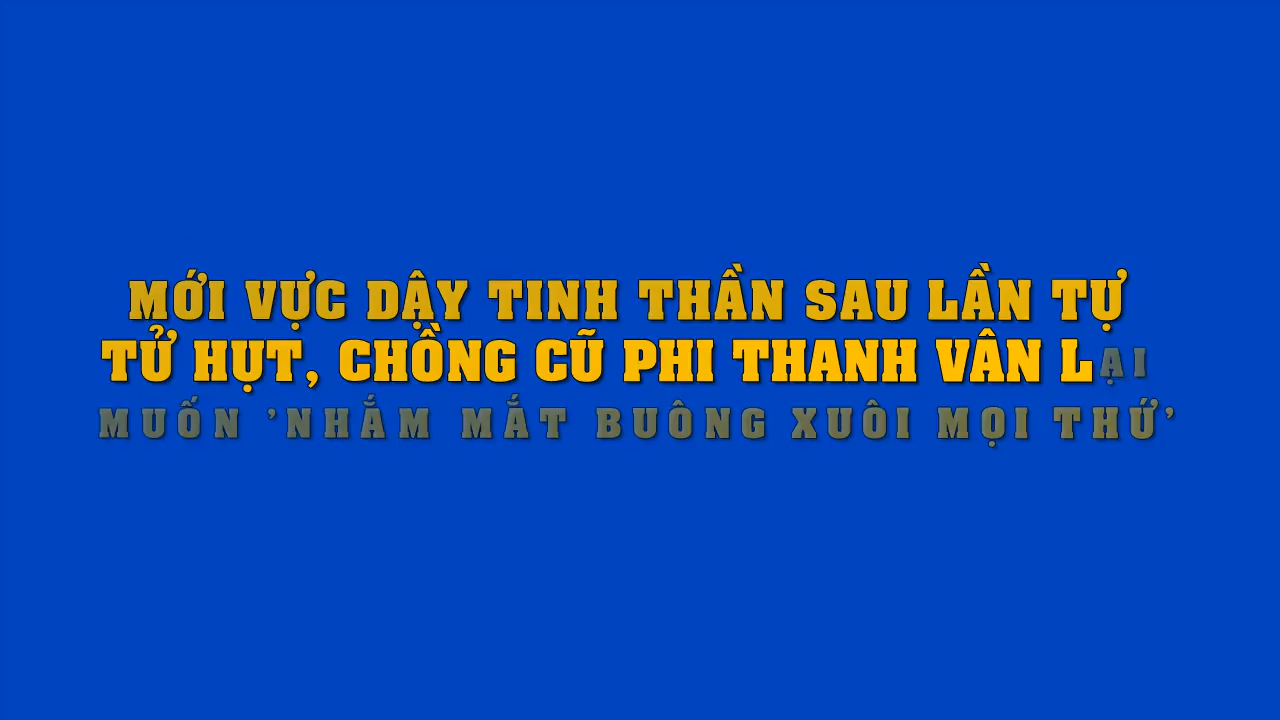 MỚI VỰC DẬY TINH THẦN SAU LẦN TỰ
TỬ HỤT, CHỒNG CŨ PHI THANH VÂN LẠI
MUỐN ’NHẮM MẮT BUÔNG XUÔI MỌI THỨ’